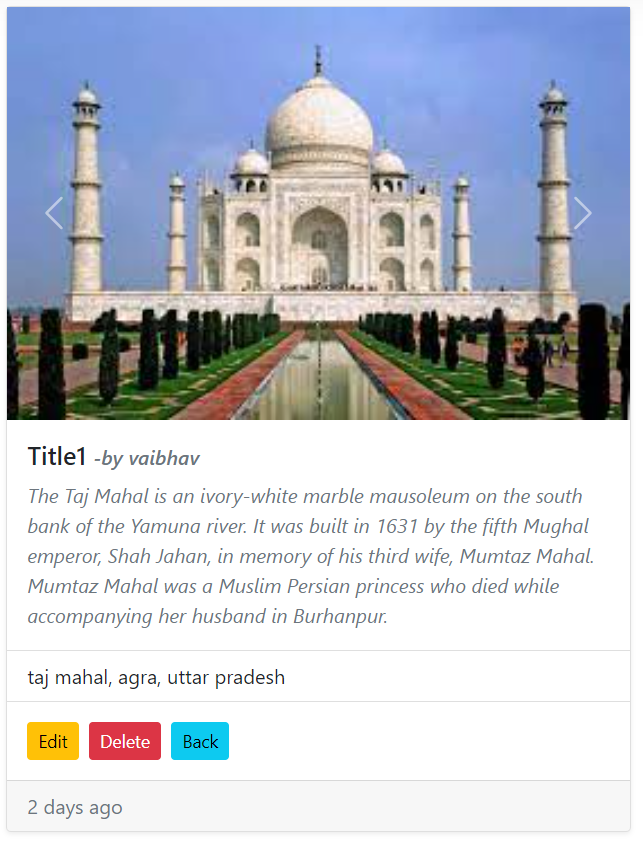 Title1 -by vaibhav
The Taj Mahal is an ivory-white marble mausoleum on the south
bank of the Yamuna river. It was built in 1631 by the fifth Mughal
emperor, Shah Jahan, in memory of his third wife, Mumtaz Mahal.
Mumtaz Mahal was a Muslim Persian princess who died while
accompanying her husband in Burhanpur.
taj mahal, agra, uttar pradesh
Edit Delete Back
2 days ago